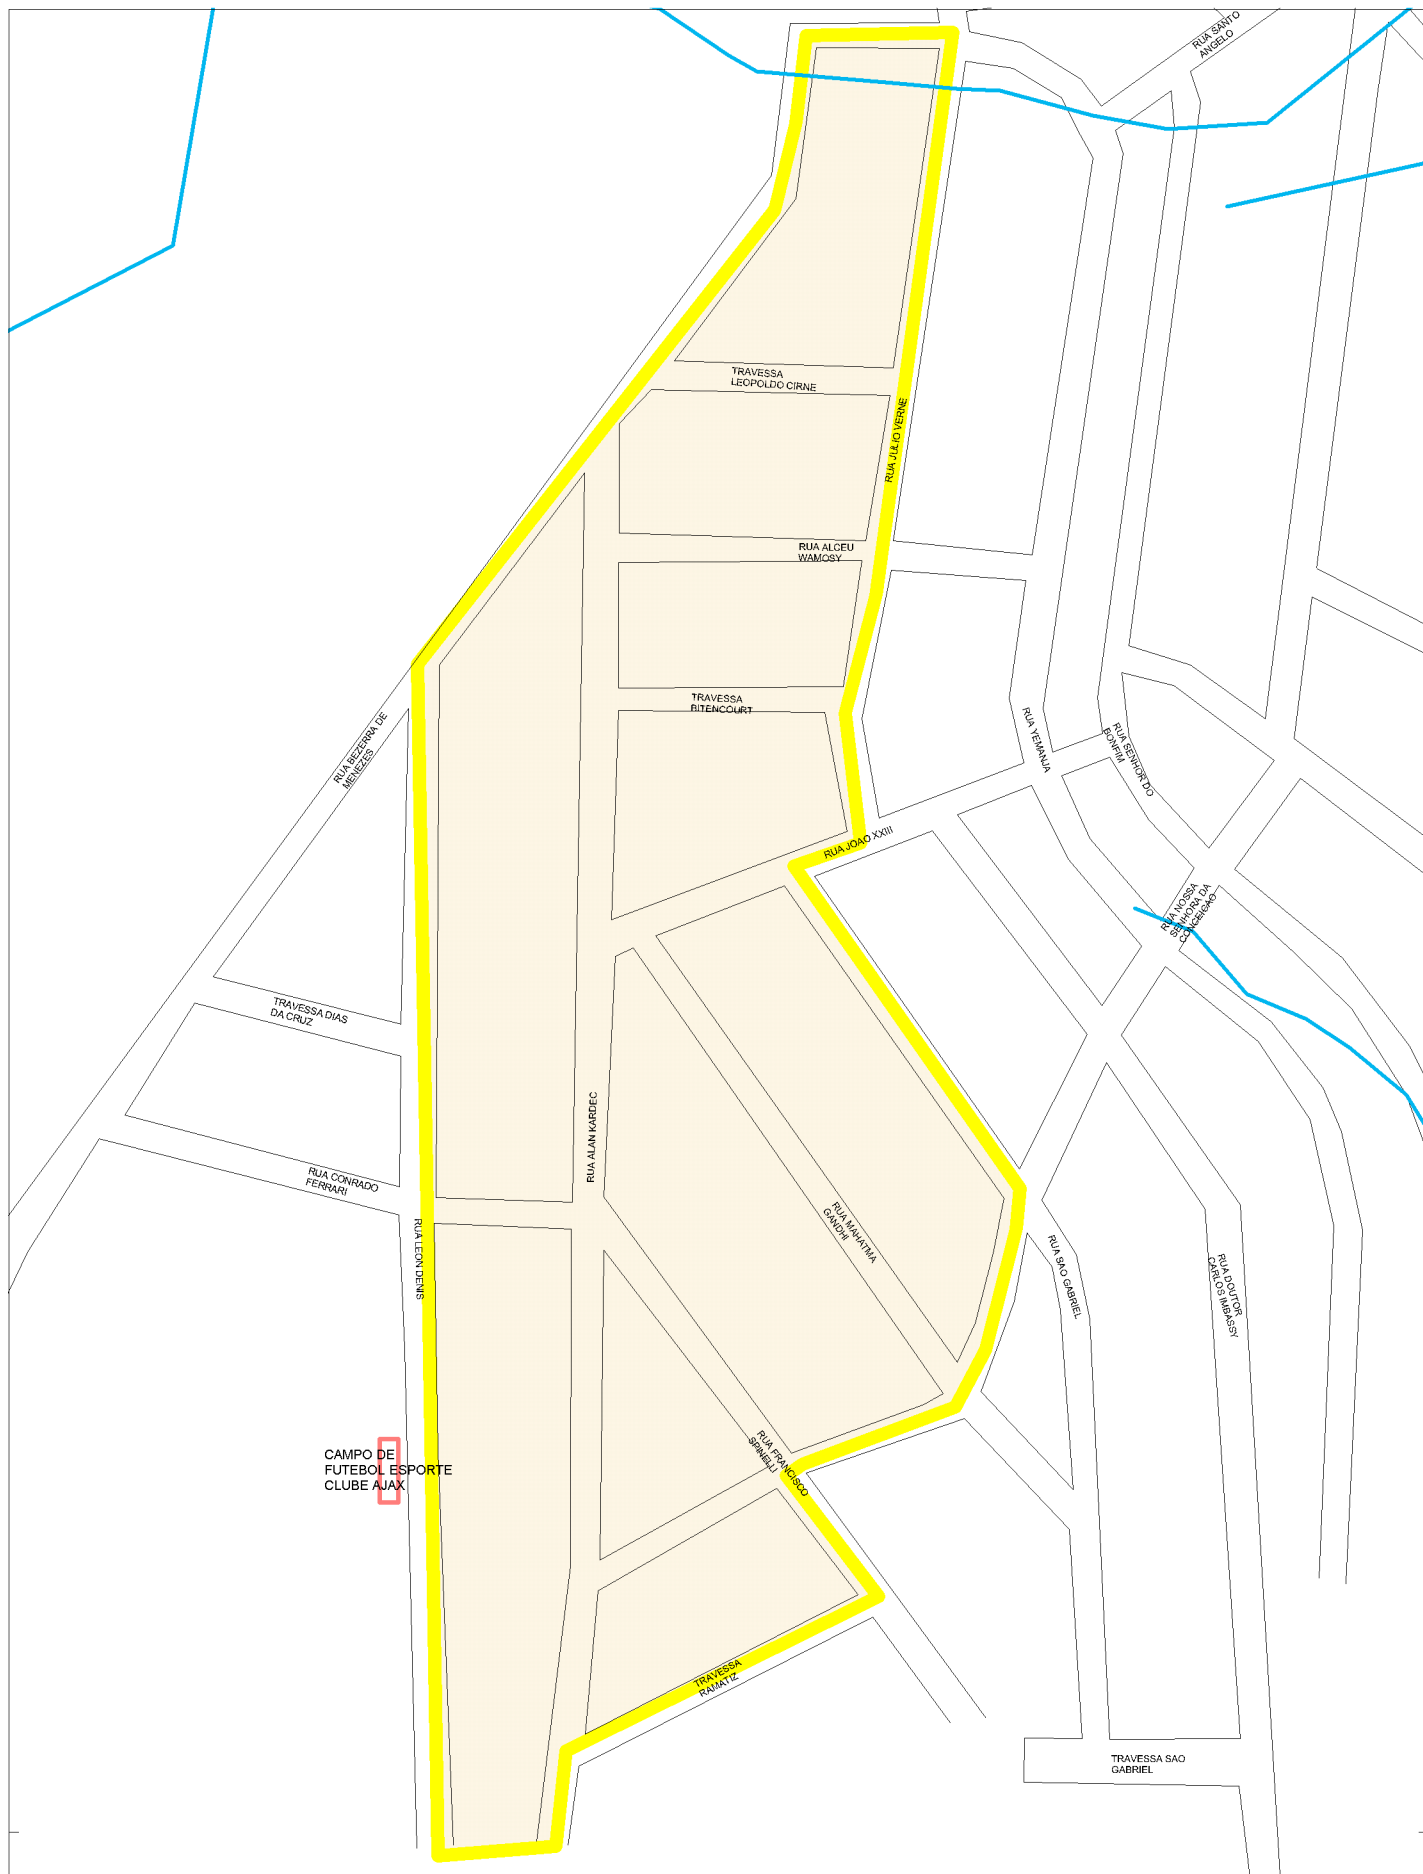 RUA SANTO
ANGELO
TRAVESSA
LEOPOLDO CIRNE
RUA JULIO VERNE
RUA ALCEU
WAMOSY
TRAVESSA
BITENCOURT
RUA BEZERRA DE
MENEZES
RUA YEMANJA
RUA SENHOR DO
BONFIM
RUA JOAO XXIII
RUA NOSSA
SENHORA DA
CONCEICAO
TRAVESSA DIAS
DA CRUZ
RUA ALAN KARDEC
RUA CONRADO
FERRARI
RUA LEON DENIS
RUA MAHATMA
GANDHI
RUA SAO GABRIEL
RUA DOUTOR
CARLOS IMBASSY
CAMPO DE
FUTEBOL ESPORTE
CLUBE AJAX
RUA FRANCISCO
SPINELLI
TRAVESSA
RAMATIZ
TRAVESSA SAO
GABRIEL